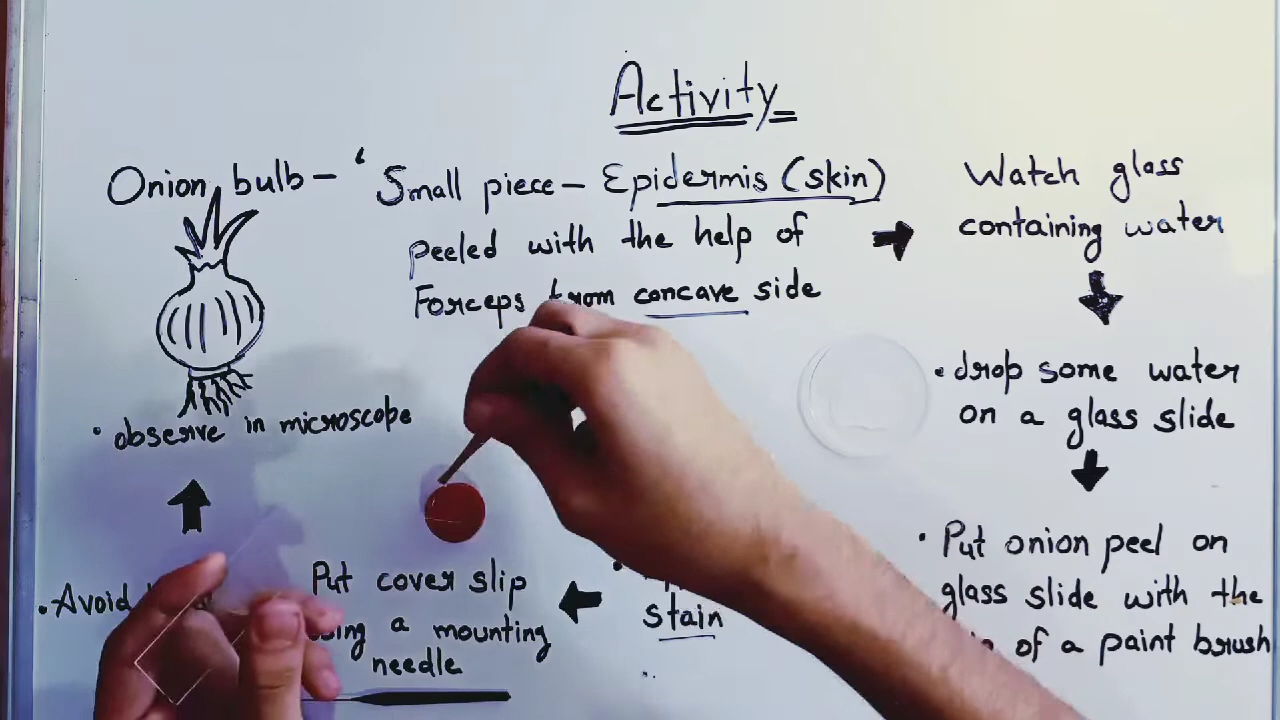 Activity
Onion bulb - Small piece - Epidermis (skin)
peeled with the help of
Forceps from concave side
Watch glass
containing water
• drop some water
on a glass slide
• Put onion peel on
glass slide with the
of a paint brush
stain
Put cover slip
using a mounting
needle
• Avoid
• observe in microscope